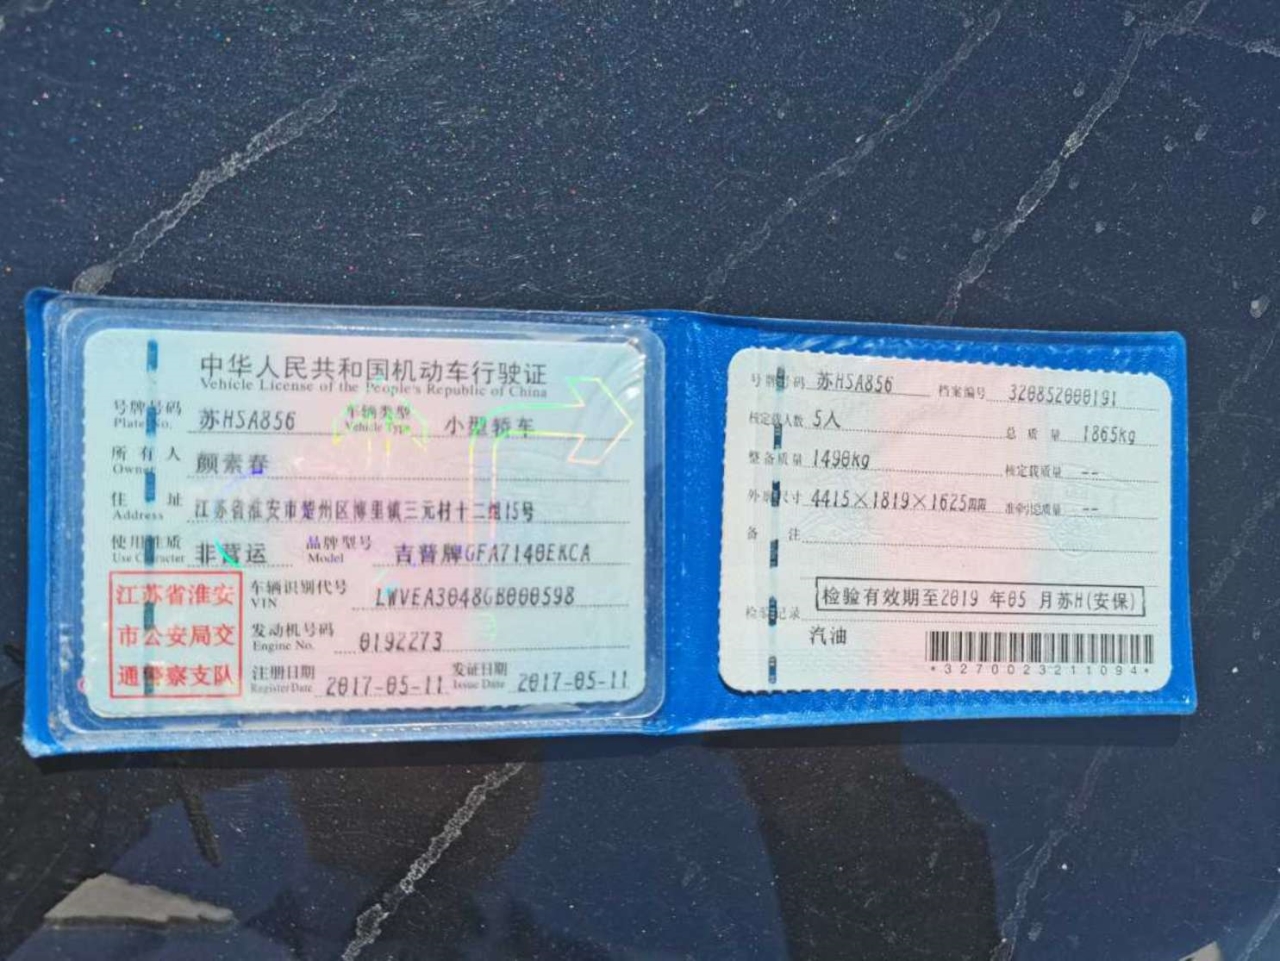 中华人民共和国机动车行驶证
Vehicle License of the People's Republic of China
号牌号码 苏HSA856 车辆类型 小型轿车
Plate No. Vehicle Type
所有人 颜素春
Owner
住址 江苏省淮安市楚州区博里镇三元村十二组15号
Address
使用性质 非营运 品牌型号 吉普牌GFA7140EKCA
Use Character Model
江苏省淮安
市公安局交
通警察支队
车辆识别代号 LWVEA3048GB000598
VIN
发动机号码 0192273
Engine No.
注册日期 2017-05-11 发证日期 2017-05-11
Register Date Issue Date
号牌号码 苏HSA856 档案编号 320852000191
核定载人数 5人 总质量 1865kg
整备质量 1490kg 核定载质量 --
外廓尺寸 4415×1819×1625mm 准牵引总质量 --
备注
检验记录 检验有效期至2019年05月苏H(安保)
汽油
*3270023211094*